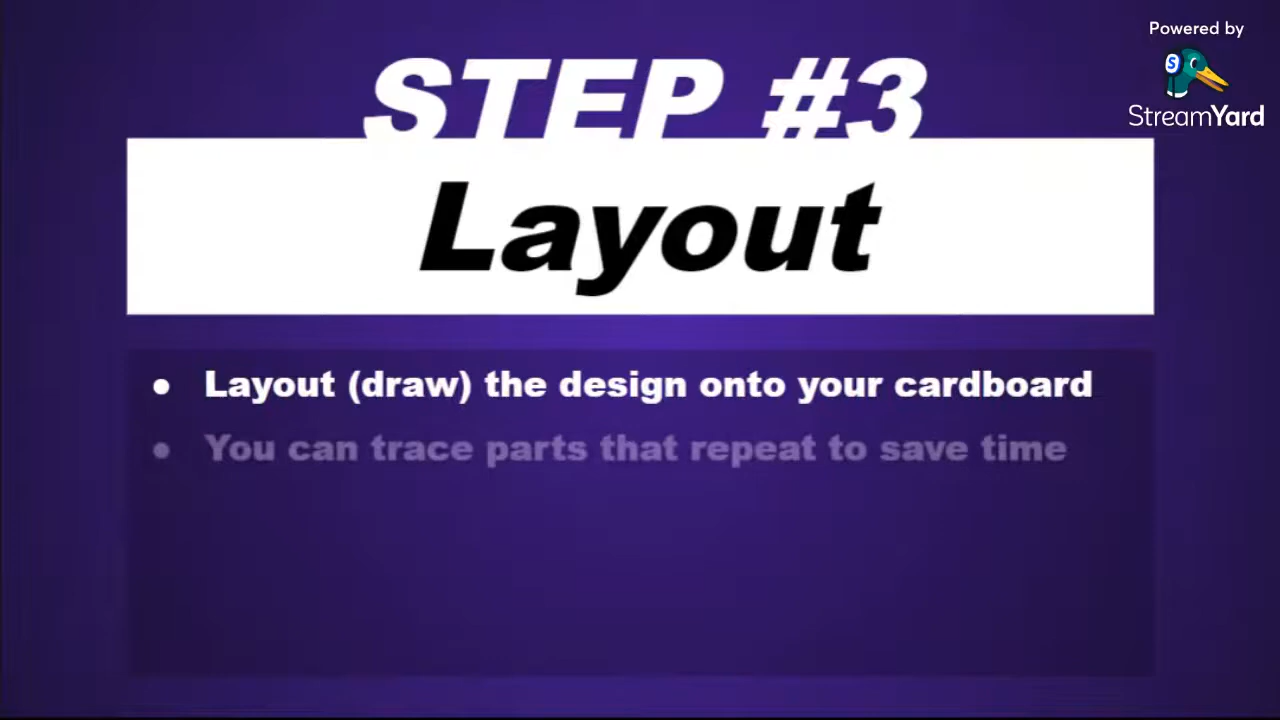 Powered by
StreamYard
STEP #3
Layout
● Layout (draw) the design onto your cardboard
● You can trace parts that repeat to save time